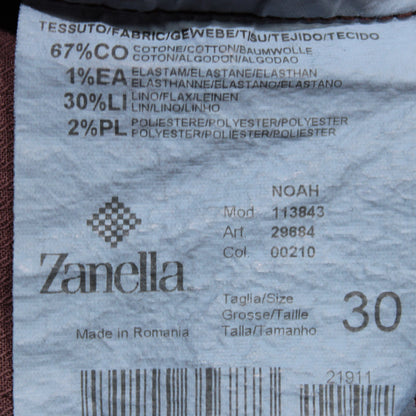 TESSUTO/FABRIC/GEWEBE/TISU/TEJIDO/TECIDO
67%CO COTONE/COTTON/BAUMWOLLE
COTON/ALGODON/ALGODAO
1%EA ELASTAM/ELASTANE/ELASTHAN
ELASTHANNE/ELASTANO/ELASTANO
30%LI LINO/FLAX/LEINEN
LIN/LINO/LINHO
2%PL POLIESTERE/POLYESTER/POLYESTER
POLYESTER/POLIESTER/POLIESTER
NOAH
Mod. 113843
Art. 29684
Col. 00210
Zanella
Taglia/Size
Grosse/Taille
Talla/Tamanho
30
Made in Romania
21911